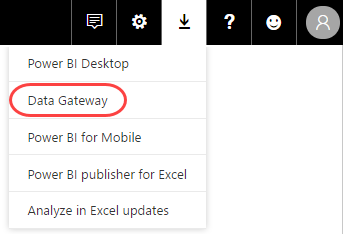 ?
Power BI Desktop
Data Gateway
Power BI for Mobile
Power BI publisher for Excel
Analyze in Excel updates